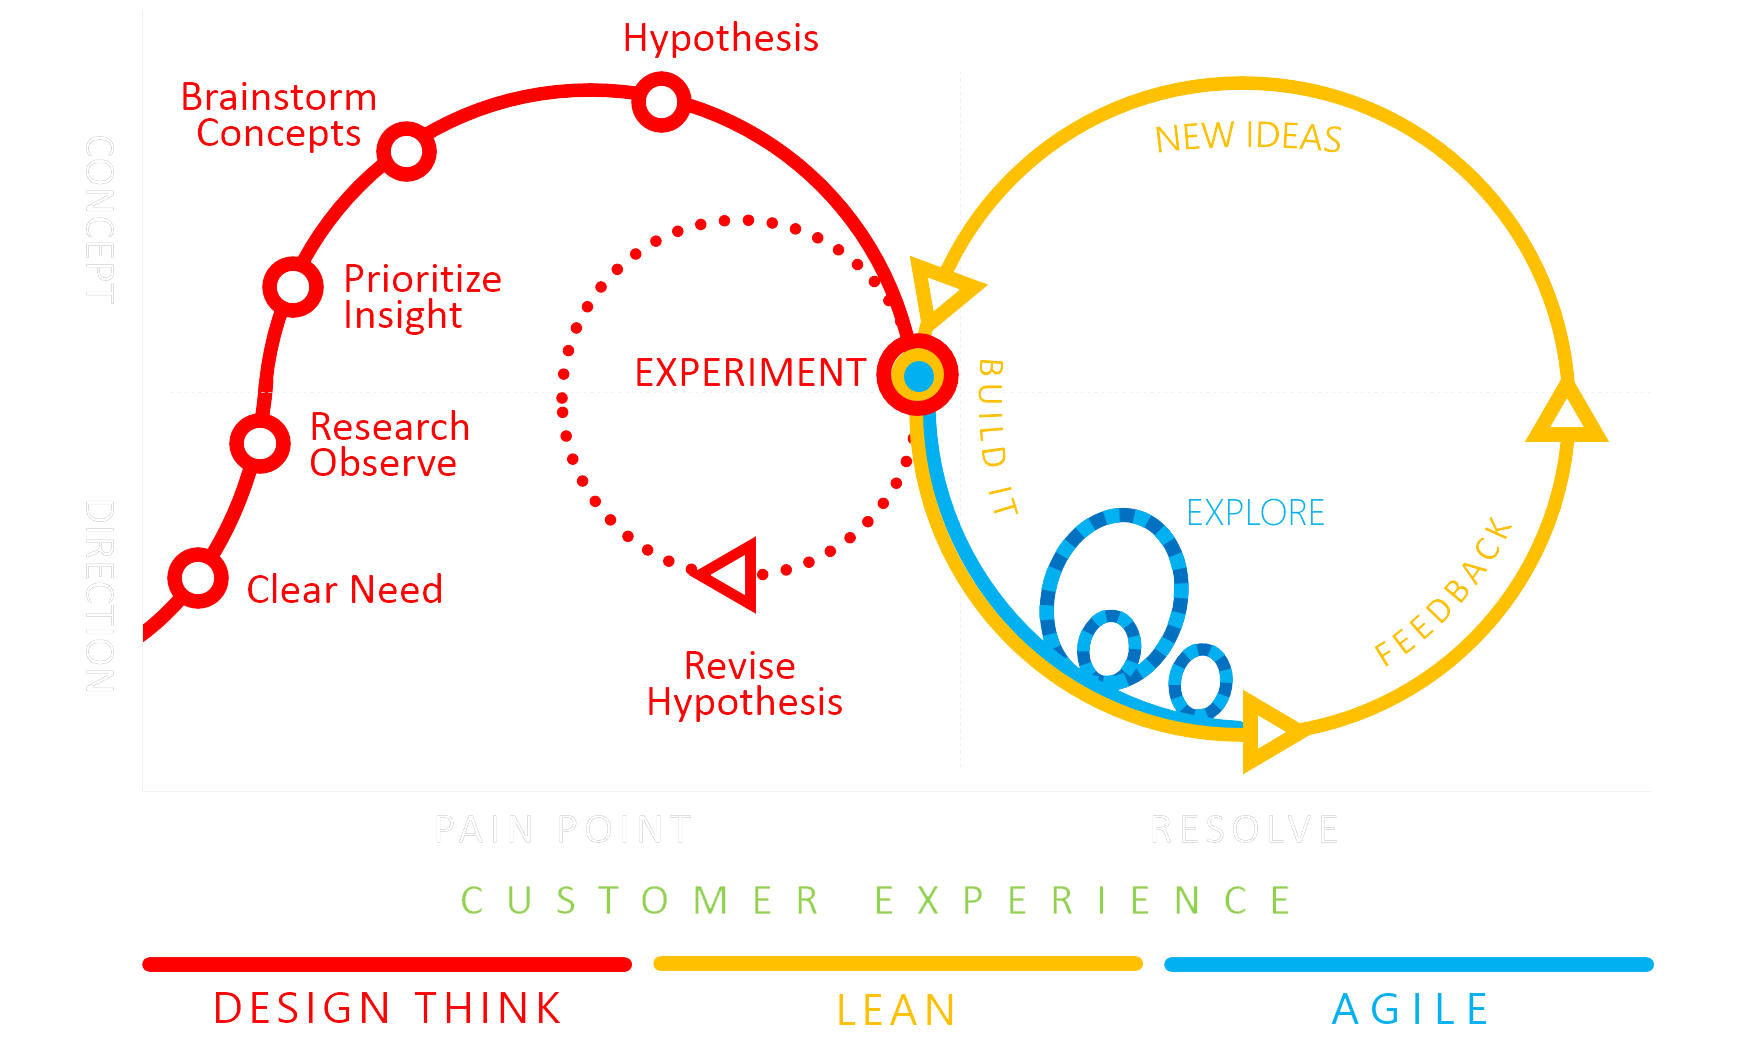 Hypothesis
Brainstorm
Concepts
NEW IDEAS
CONCEPT
Prioritize
Insight
EXPERIMENT
BUILD IT
Research
Observe
EXPLORE
DIRECTION
FEEDBACK
Clear Need
Revise
Hypothesis
PAIN POINT
RESOLVE
CUSTOMER EXPERIENCE
DESIGN THINK
LEAN
AGILE